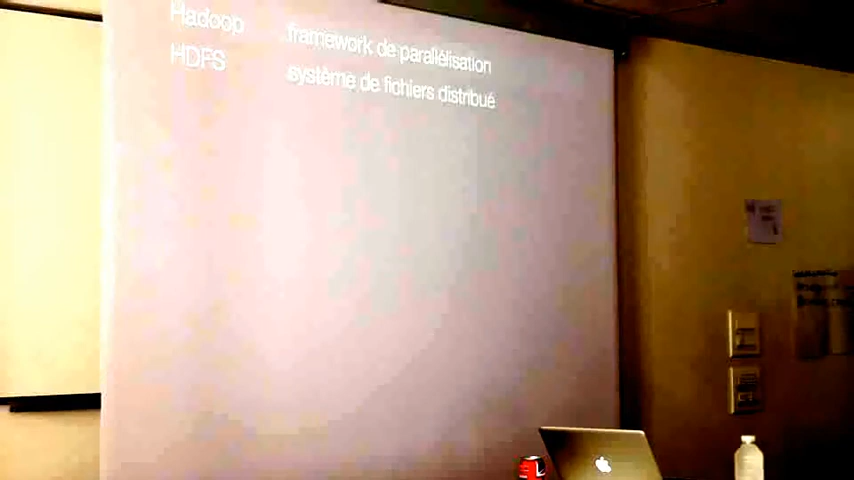 Hadoop framework de parallélisation
HDFS système de fichiers distribué